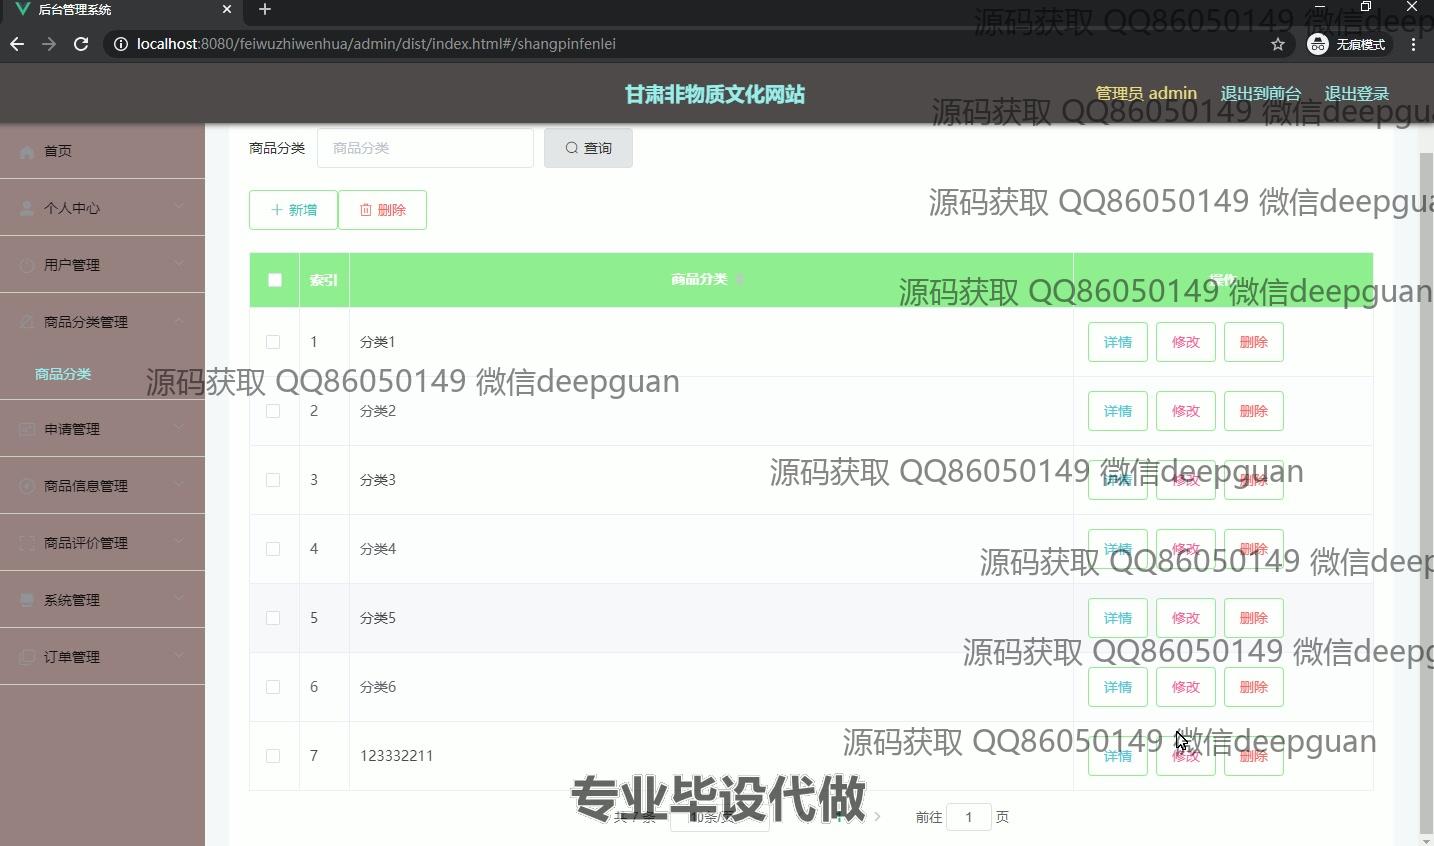 后台管理系统
localhost:8080/feiwuzhiwenhua/admin/dist/index.html#/shangpinfenlei
无痕模式
源码获取 QQ86050149 微信deep
甘肃非物质文化网站
管理员 admin
退出到前台
退出登录
源码获取 QQ86050149 微信deepgu
首页
个人中心
用户管理
商品分类管理
商品分类
申请管理
商品信息管理
商品评价管理
系统管理
订单管理
商品分类
商品分类
查询
源码获取 QQ86050149 微信deepgua
新增
删除
索引
商品分类
操作
源码获取 QQ86050149 微信deepguan
1 分类1 详情 修改 删除
源码获取 QQ86050149 微信deepguan
2 分类2 详情 修改 删除
源码获取 QQ86050149 微信deepguan
3 分类3 详情 修改 删除
4 分类4 详情 修改 删除
源码获取 QQ86050149 微信deep
5 分类5 详情 修改 删除
源码获取 QQ86050149 微信deepg
6 分类6 详情 修改 删除
源码获取 QQ86050149 微信deepguan
7 123332211 详情 修改 删除
专业毕设代做
共 7 条
10条/页
1
前往 1 页